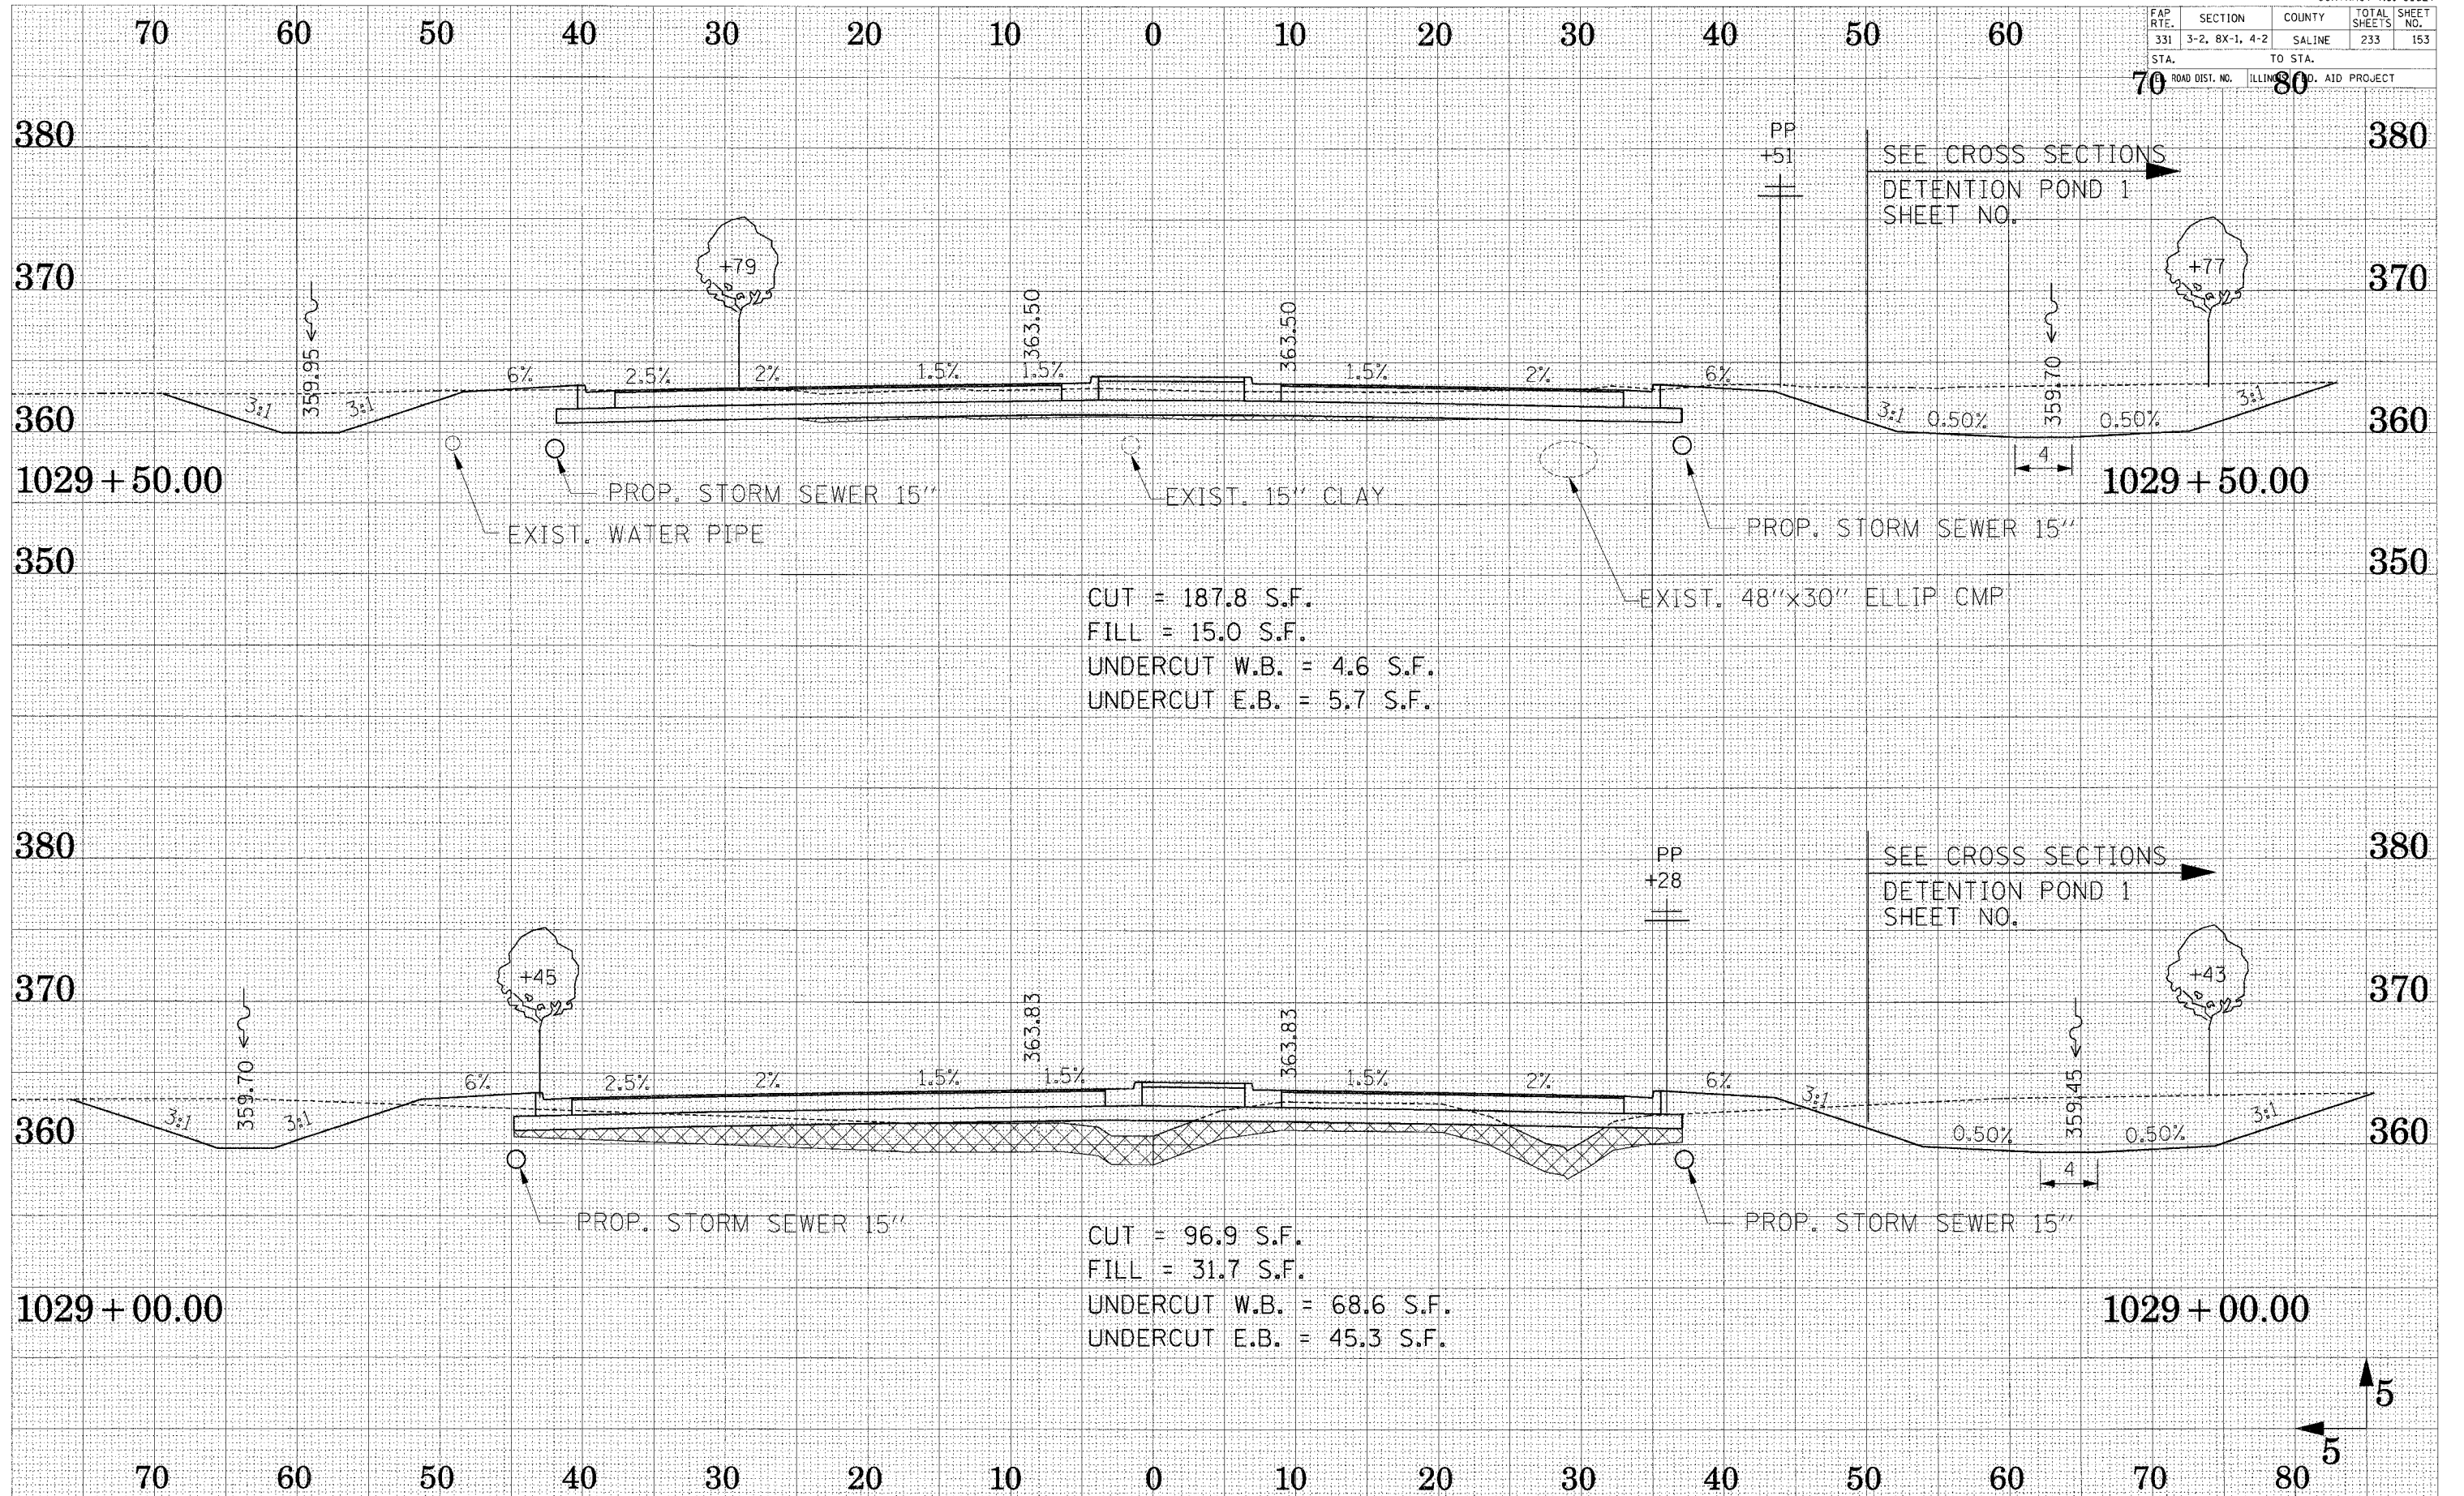 FAP RTE. SECTION COUNTY TOTAL SHEETS SHEET NO.
331 3-2, 8X-1, 4-2 SALINE 233 153
STA. TO STA.
ROAD DIST. NO. ILLINOIS FED. AID PROJECT
70 60 50 40 30 20 10 0 10 20 30 40 50 60 70 80
380 380
PP
+51
SEE CROSS SECTIONS
DETENTION POND 1
SHEET NO.
370 +79 +77 370
359.95 363.50 363.50 359.70
6% 2.5% 2% 1.5% 1.5% 1.5% 2% 6%
3:1 3:1 3:1 0.50% 0.50% 3:1
360 360
4
1029+50.00 1029+50.00
PROP. STORM SEWER 15"
EXIST. 15" CLAY
EXIST. WATER PIPE
PROP. STORM SEWER 15"
350 350
EXIST. 48"x30" ELLIP CMP
CUT = 187.8 S.F.
FILL = 15.0 S.F.
UNDERCUT W.B. = 4.6 S.F.
UNDERCUT E.B. = 5.7 S.F.
380 380
PP
+28
SEE CROSS SECTIONS
DETENTION POND 1
SHEET NO.
370 +45 +43 370
359.70 363.83 363.83 359.45
6% 2.5% 2% 1.5% 1.5% 1.5% 2% 6%
3:1 3:1 3:1 0.50% 0.50% 3:1
360 360
4
PROP. STORM SEWER 15"
PROP. STORM SEWER 15"
CUT = 96.9 S.F.
FILL = 31.7 S.F.
UNDERCUT W.B. = 68.6 S.F.
UNDERCUT E.B. = 45.3 S.F.
1029+00.00 1029+00.00
5
5
70 60 50 40 30 20 10 0 10 20 30 40 50 60 70 80